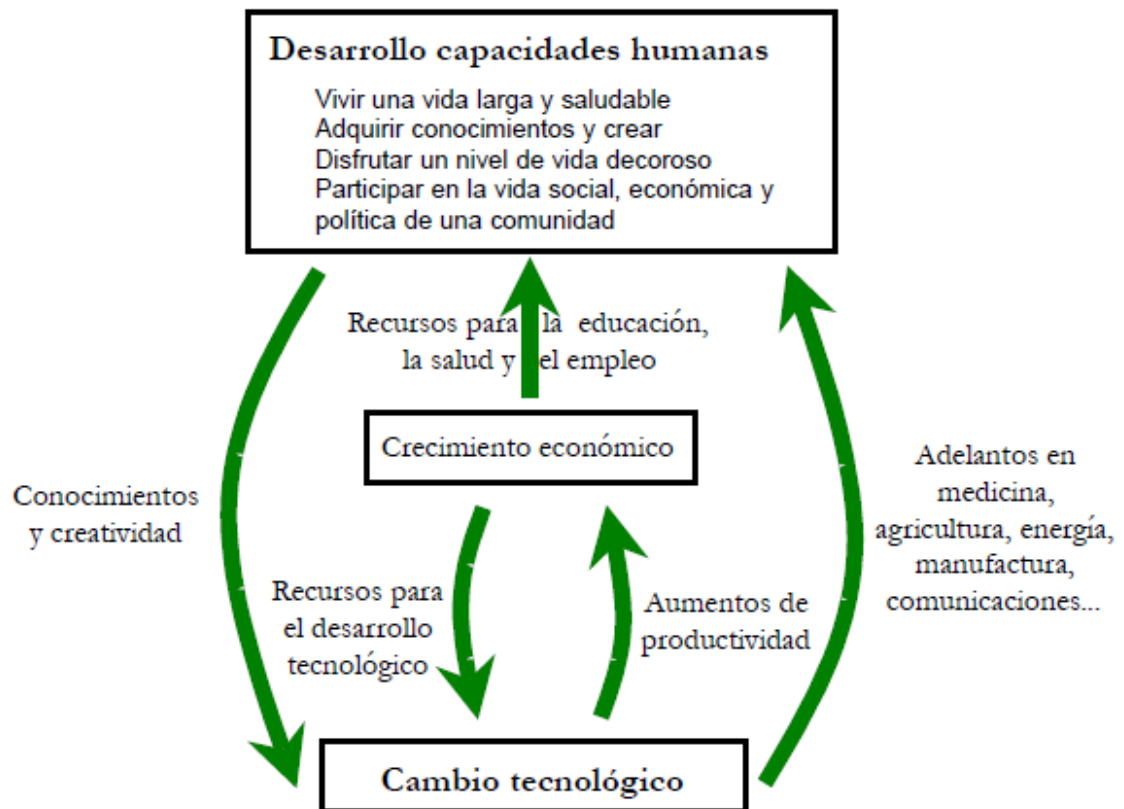 Desarrollo capacidades humanas
Vivir una vida larga y saludable
Adquirir conocimientos y crear
Disfrutar un nivel de vida decoroso
Participar en la vida social, económica y
política de una comunidad
Recursos para la educación,
la salud y el empleo
Crecimiento económico
Conocimientos
y creatividad
Adelantos en
medicina,
agricultura, energía,
manufactura,
comunicaciones...
Recursos para
el desarrollo
tecnológico
Aumentos de
productividad
Cambio tecnológico